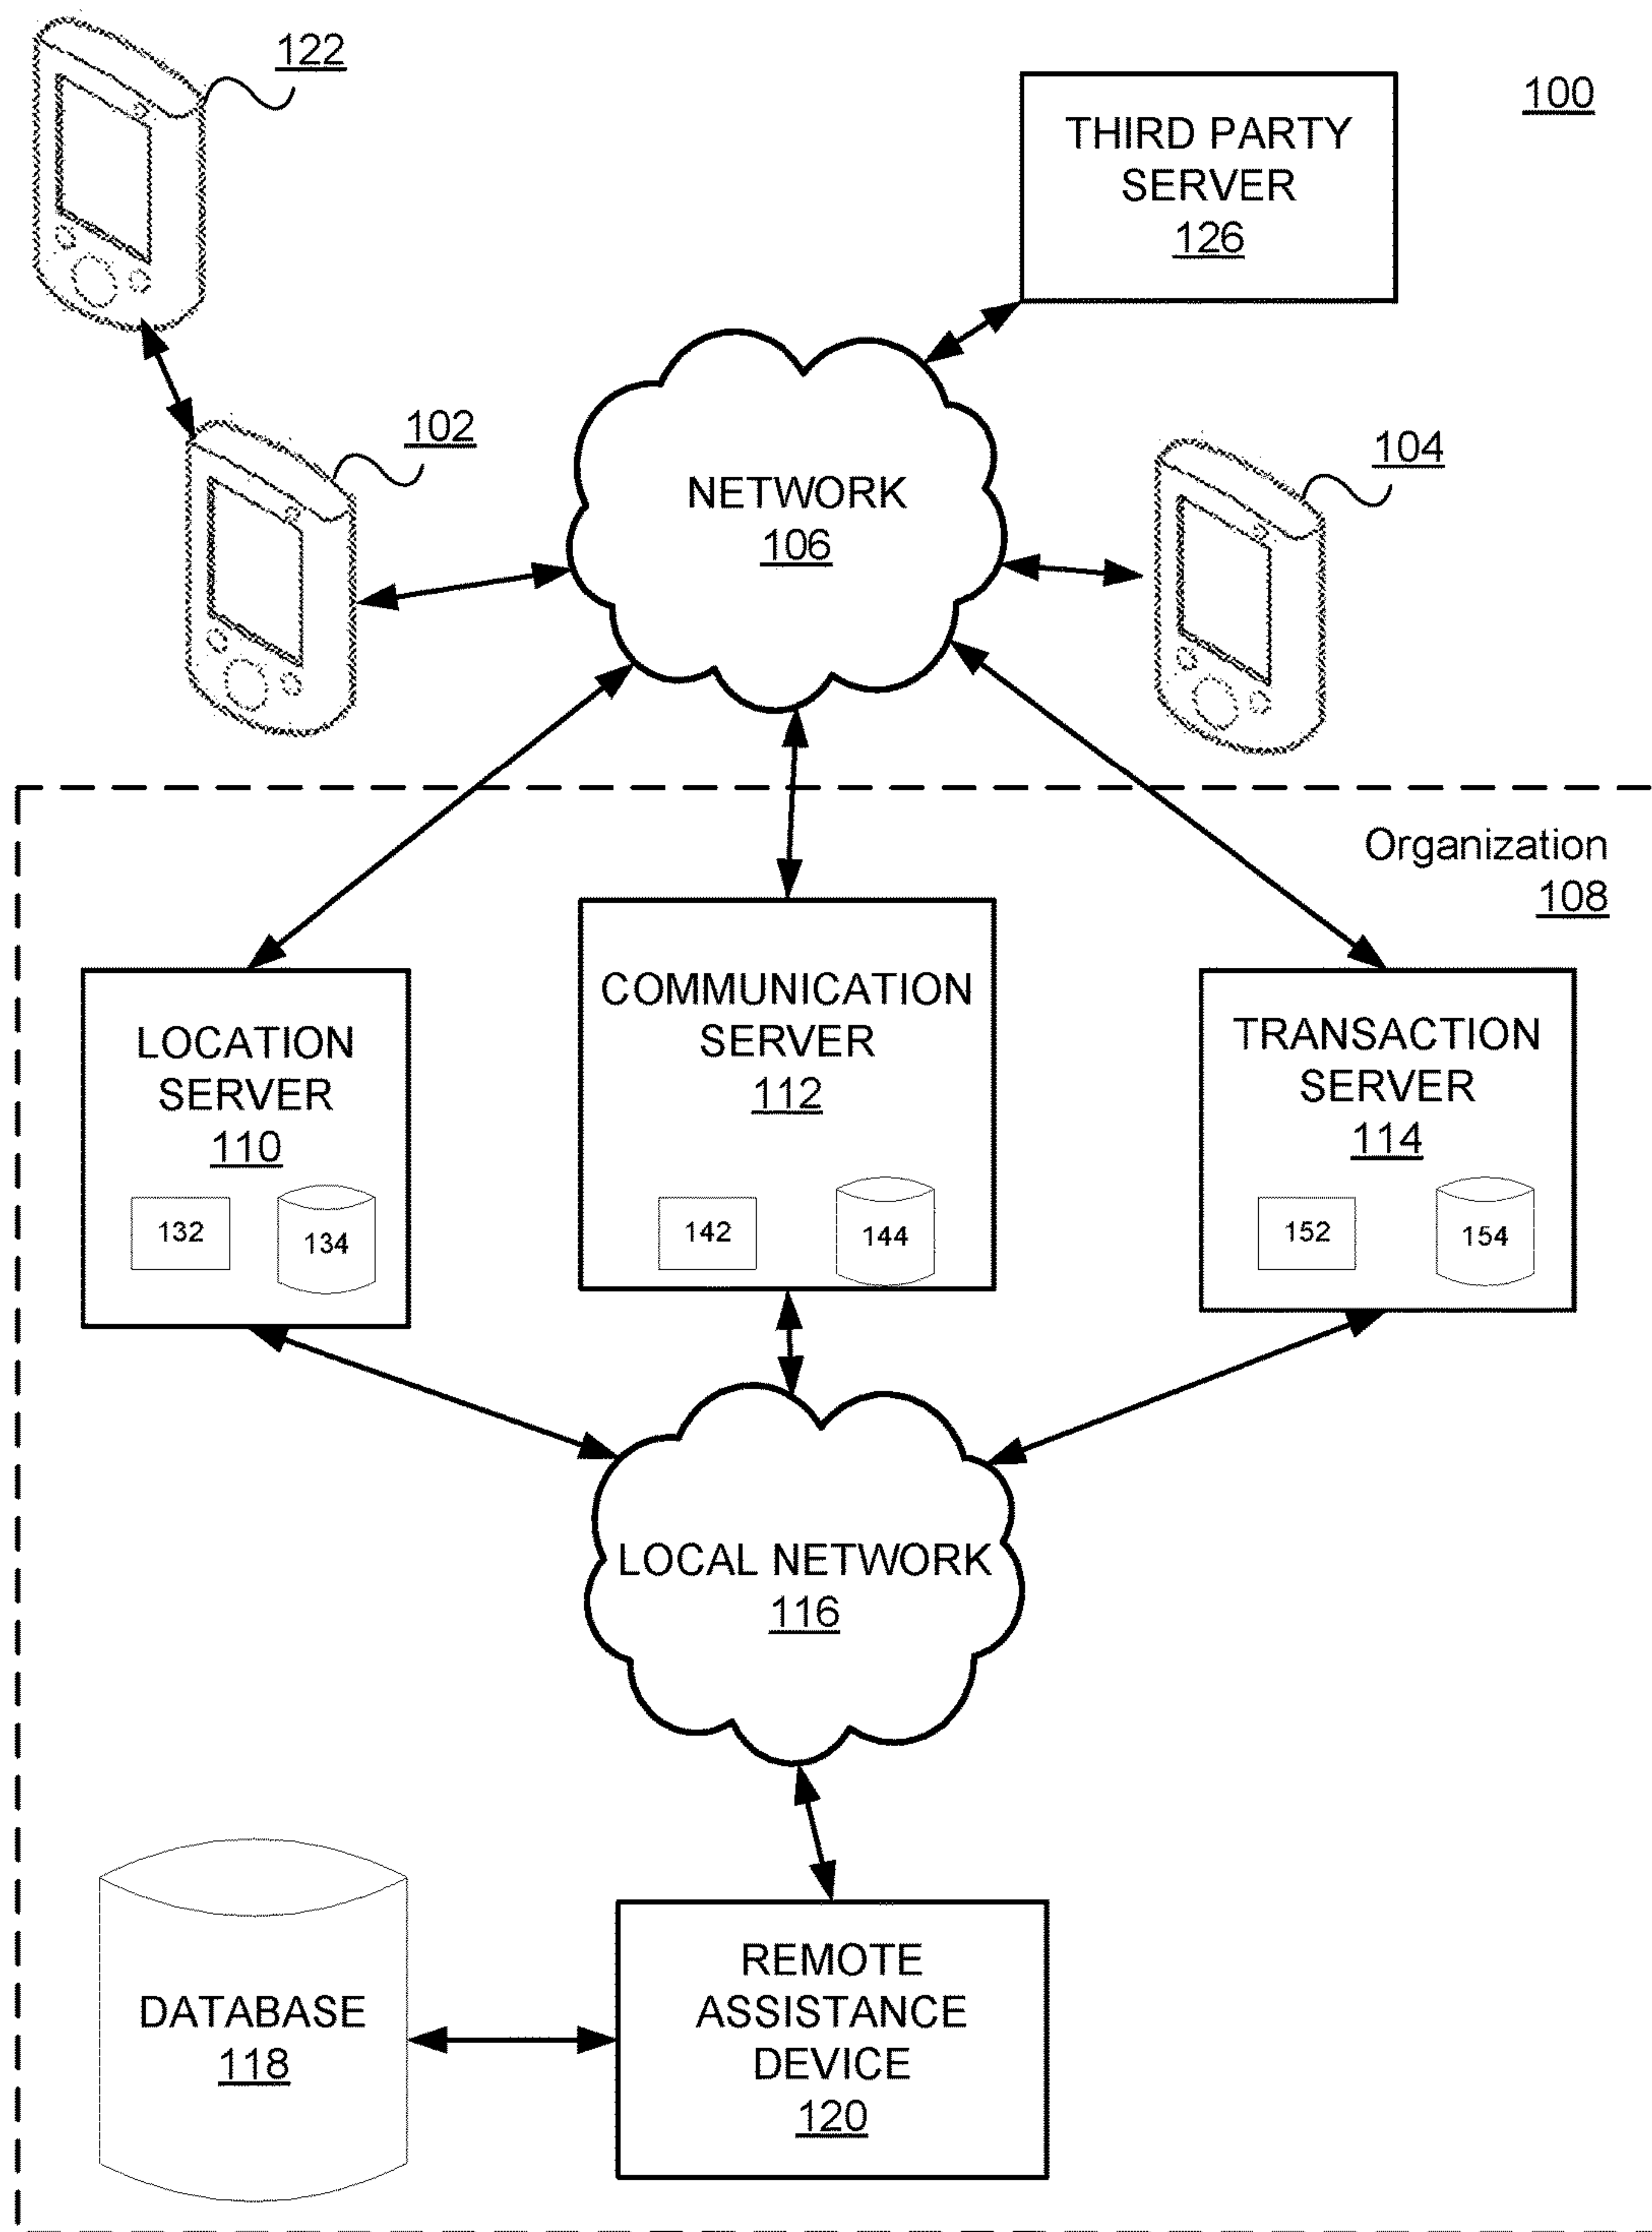 122
100
THIRD PARTY
SERVER
126
102
104
NETWORK
106
Organization
108
LOCATION
SERVER
110
132
134
COMMUNICATION
SERVER
112
142
144
TRANSACTION
SERVER
114
152
154
LOCAL NETWORK
116
DATABASE
118
REMOTE
ASSISTANCE
DEVICE
120